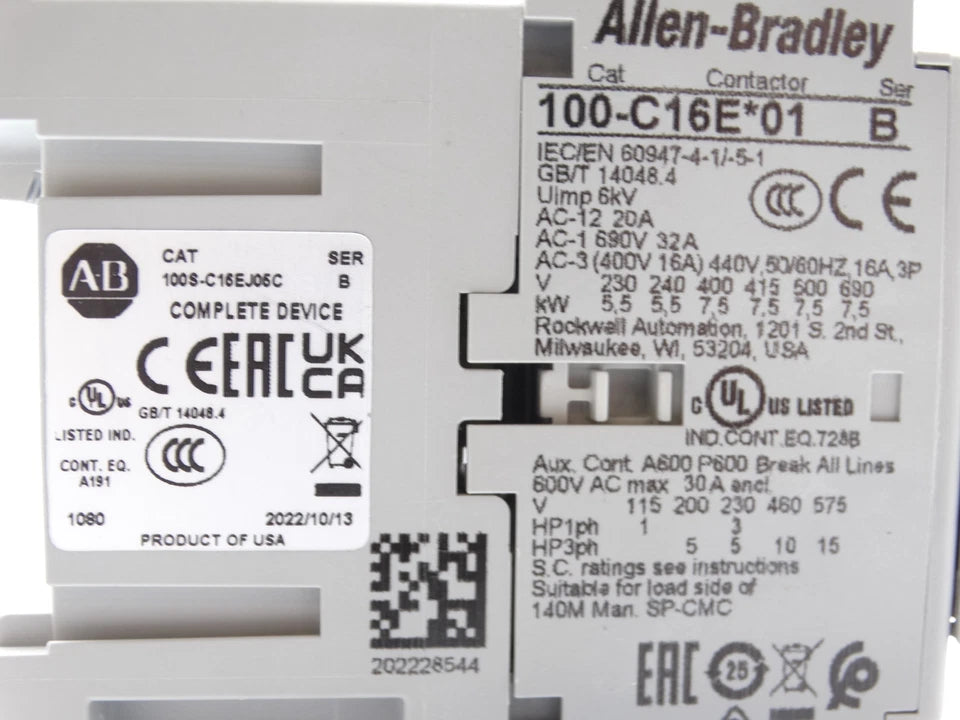 A-B
CAT SER
100S-C16EJ05C B
COMPLETE DEVICE
CE EAC UK CA
C UL US
GB/T 14048.4
LISTED IND.
CONT. EQ.
A191
CCC
1080 2022/10/13
PRODUCT OF USA
202228544
Allen-Bradley
Cat Contactor Ser
100-C16E*01 B
IEC/EN 60947-4-1/-5-1
GB/T 14048.4
Uimp 6kV
CCC CE
AC-12 20A
AC-1 690V 32A
AC-3 (400V 16A) 440V,50/60HZ,16A,3P
V 230 240 400 415 500 690
kW 5,5 5,5 7,5 7,5 7,5 7,5
Rockwell Automation, 1201 S. 2nd St.,
Milwaukee, WI, 53204, USA
C UL US LISTED
IND.CONT.EQ.728B
Aux. Cont. A600 P600 Break All Lines
600V AC max 30A encl.
V 115 200 230 460 575
HP1ph 1 3
HP3ph 5 5 10 15
S.C. ratings see instructions
Suitable for load side of
140M Man. SP-CMC
EAC 25